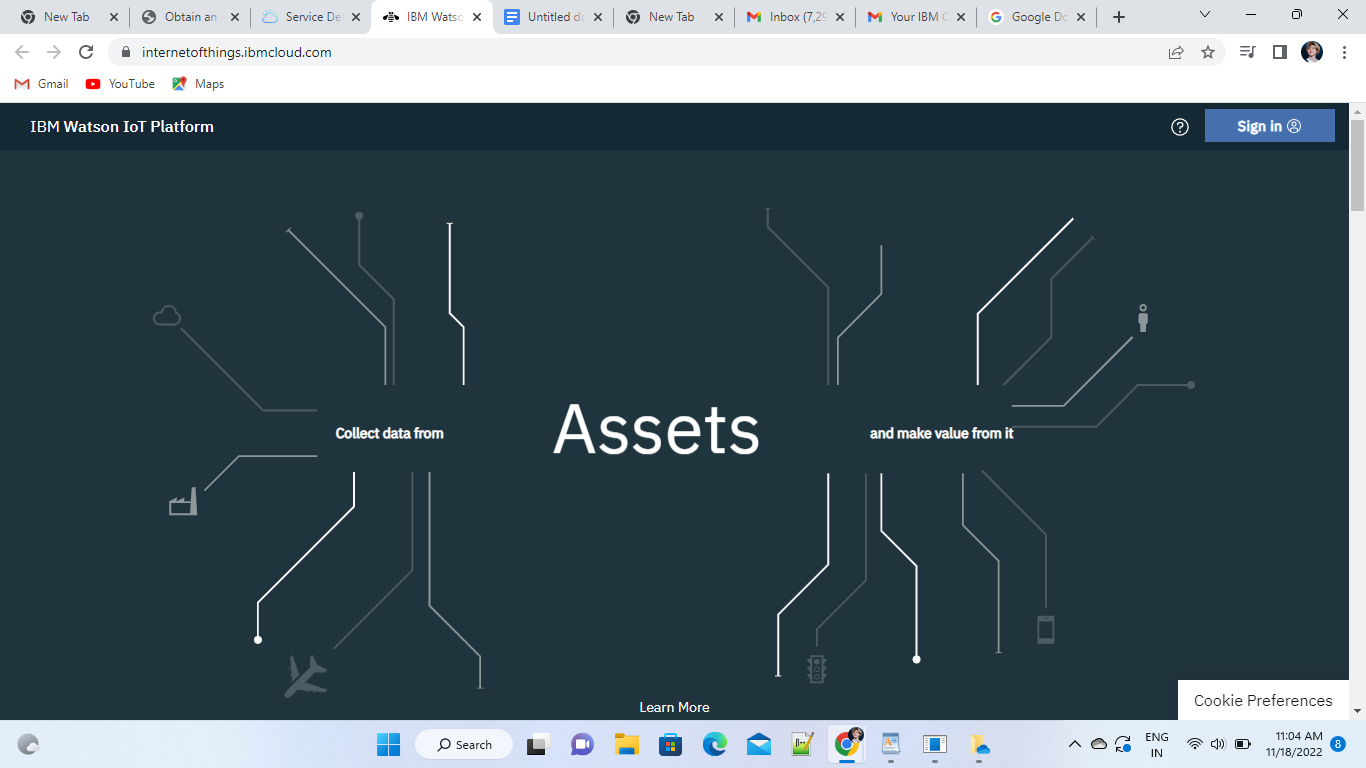 New Tab
Obtain an
Service De
IBM Watso
Untitled do
New Tab
Inbox (7,29
Your IBM C
Google Do
internetofthings.ibmcloud.com
Gmail
YouTube
Maps
IBM Watson IoT Platform
Sign in
Collect data from
Assets
and make value from it
Learn More
Cookie Preferences
Search
ENG
IN
11:04 AM
11/18/2022
8